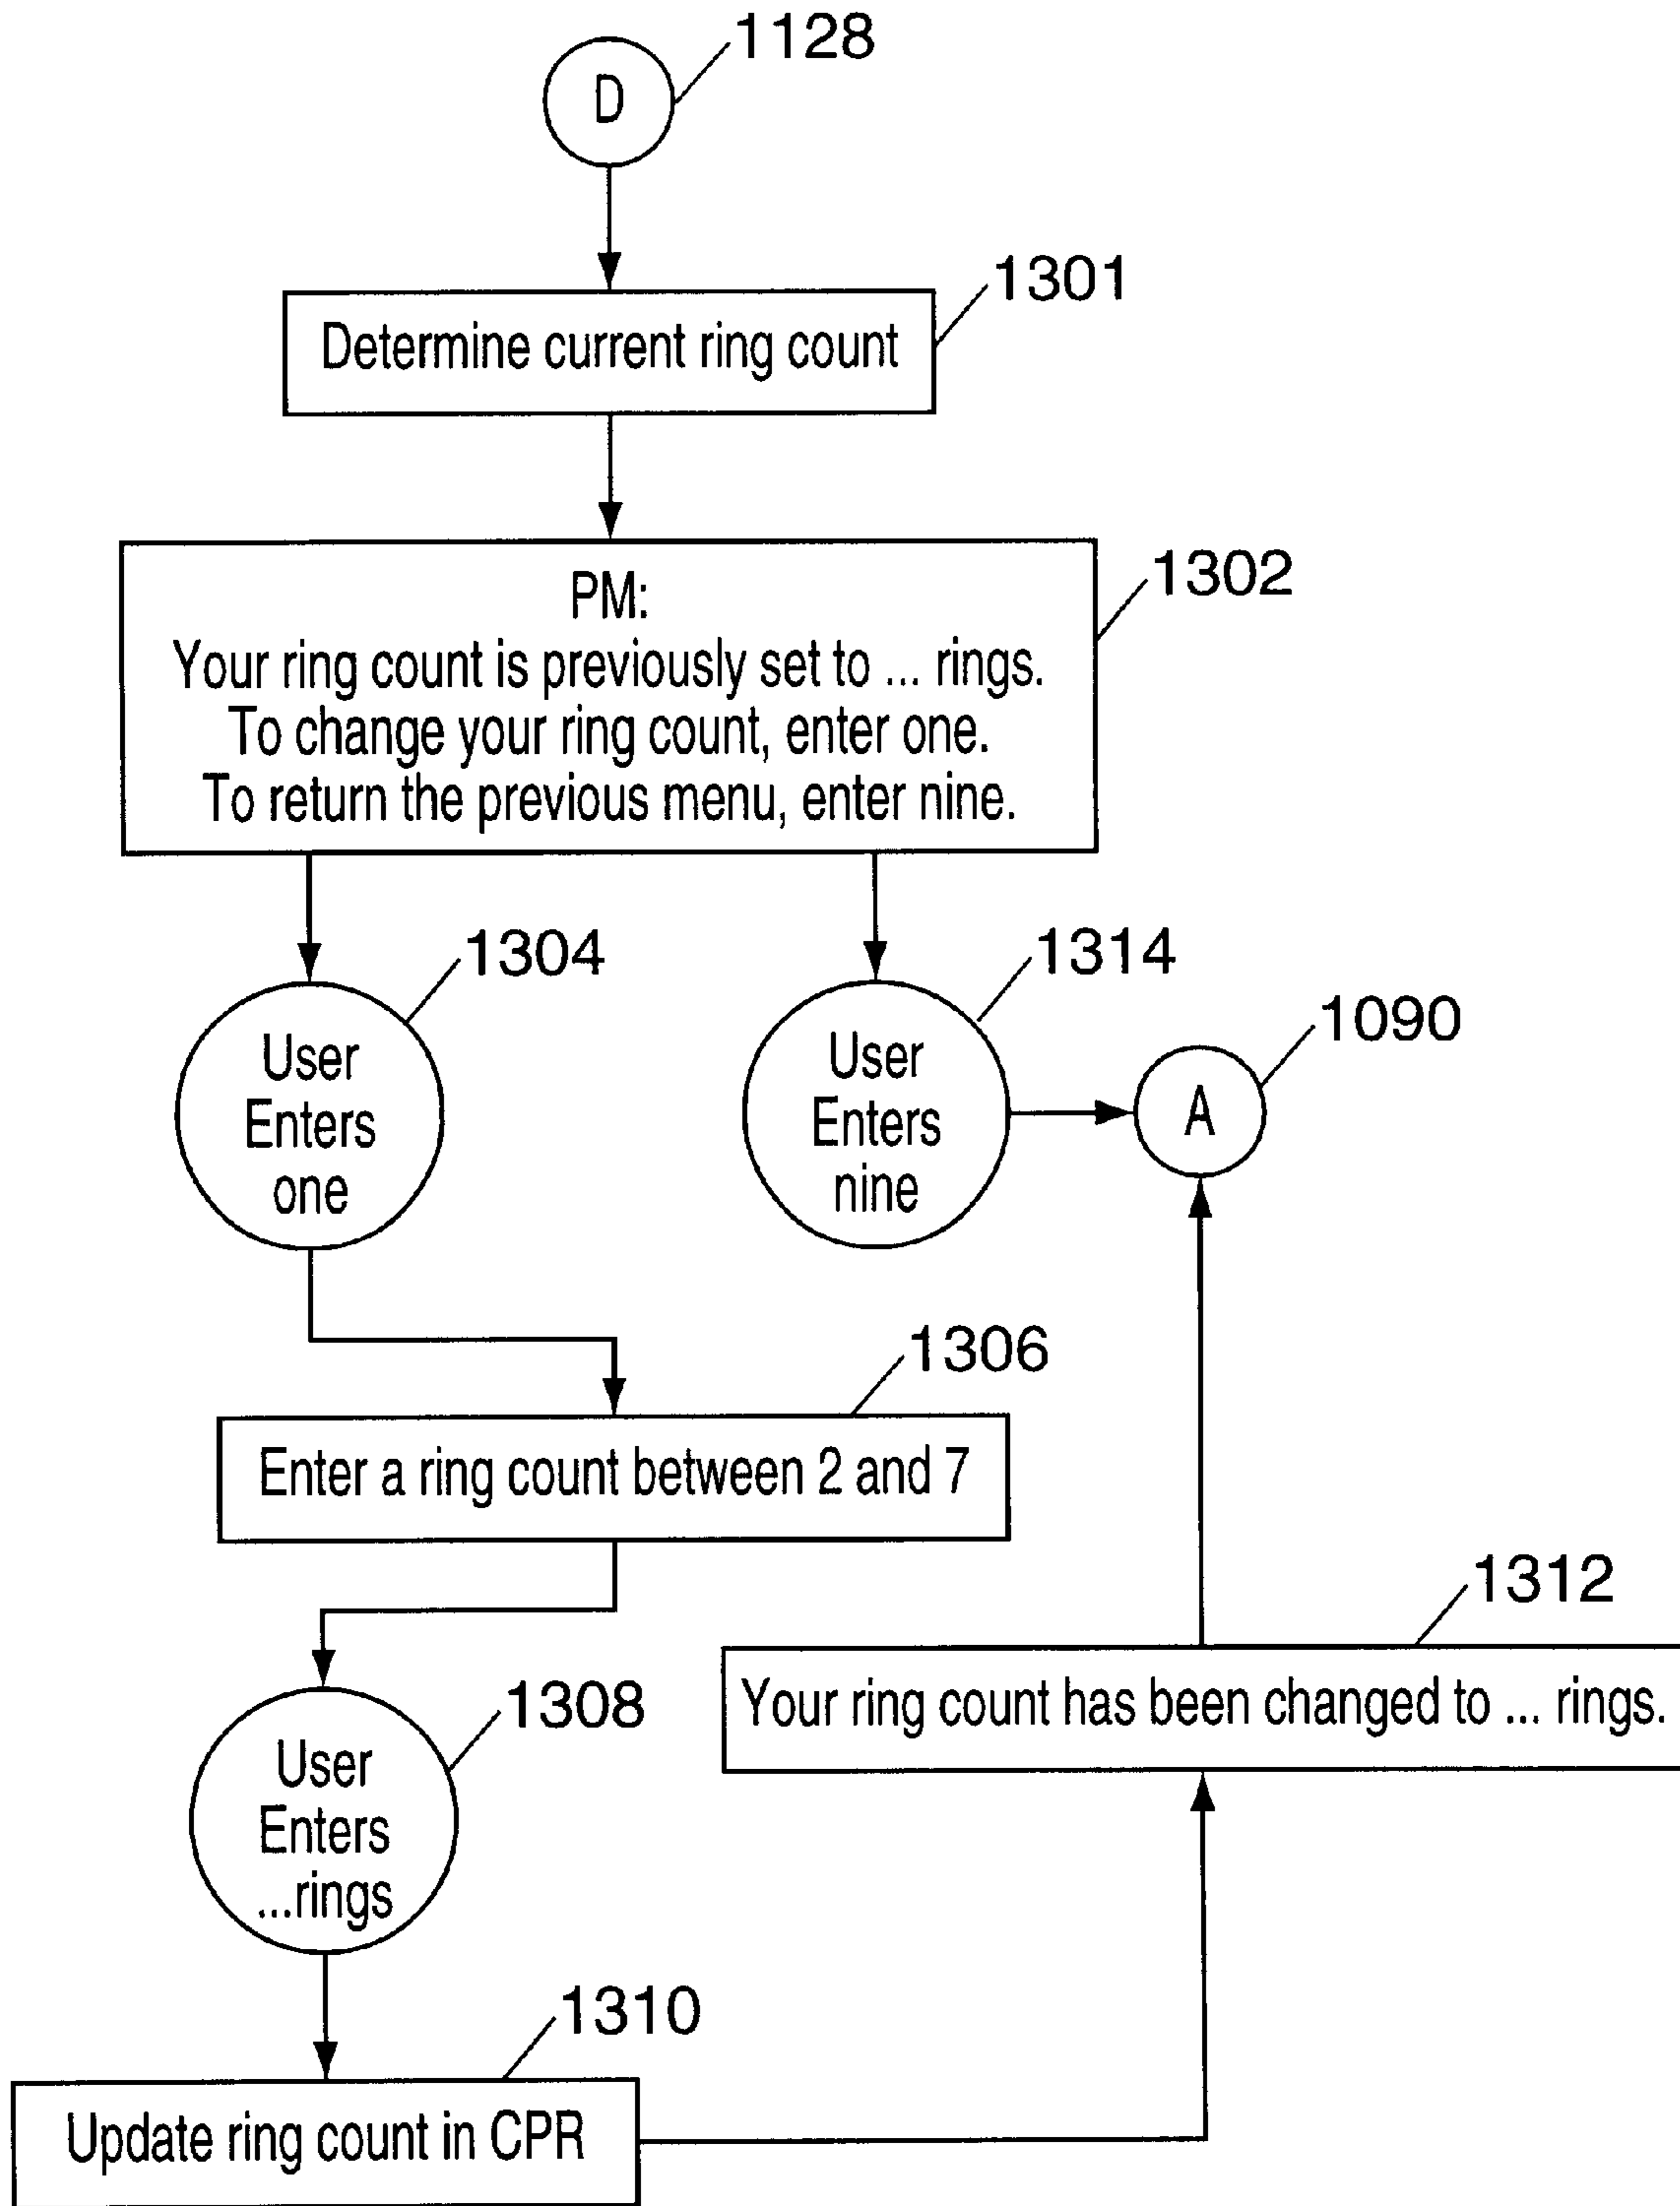 1128
D
1301
Determine current ring count
1302
PM:
Your ring count is previously set to ... rings.
To change your ring count, enter one.
To return the previous menu, enter nine.
1304
User
Enters
one
1314
User
Enters
nine
1090
A
1306
Enter a ring count between 2 and 7
1308
User
Enters
...rings
1312
Your ring count has been changed to ... rings.
1310
Update ring count in CPR